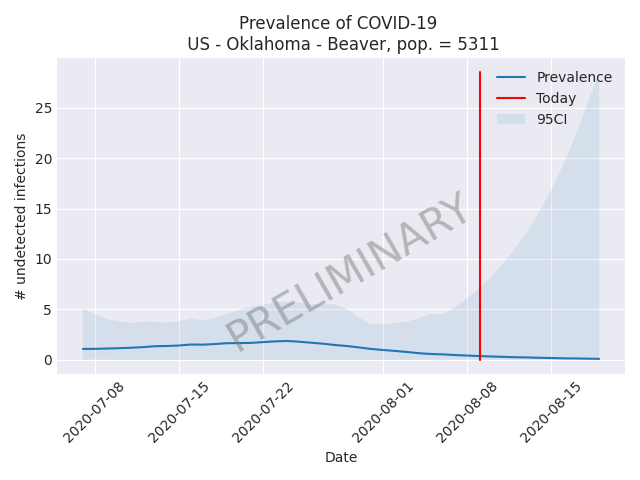 Prevalence of COVID-19
US - Oklahoma - Beaver, pop. = 5311
Prevalence
Today
95CI
PRELIMINARY
# undetected infections
25
20
15
10
5
0
2020-07-08
2020-07-15
2020-07-22
2020-08-01
2020-08-08
2020-08-15
Date